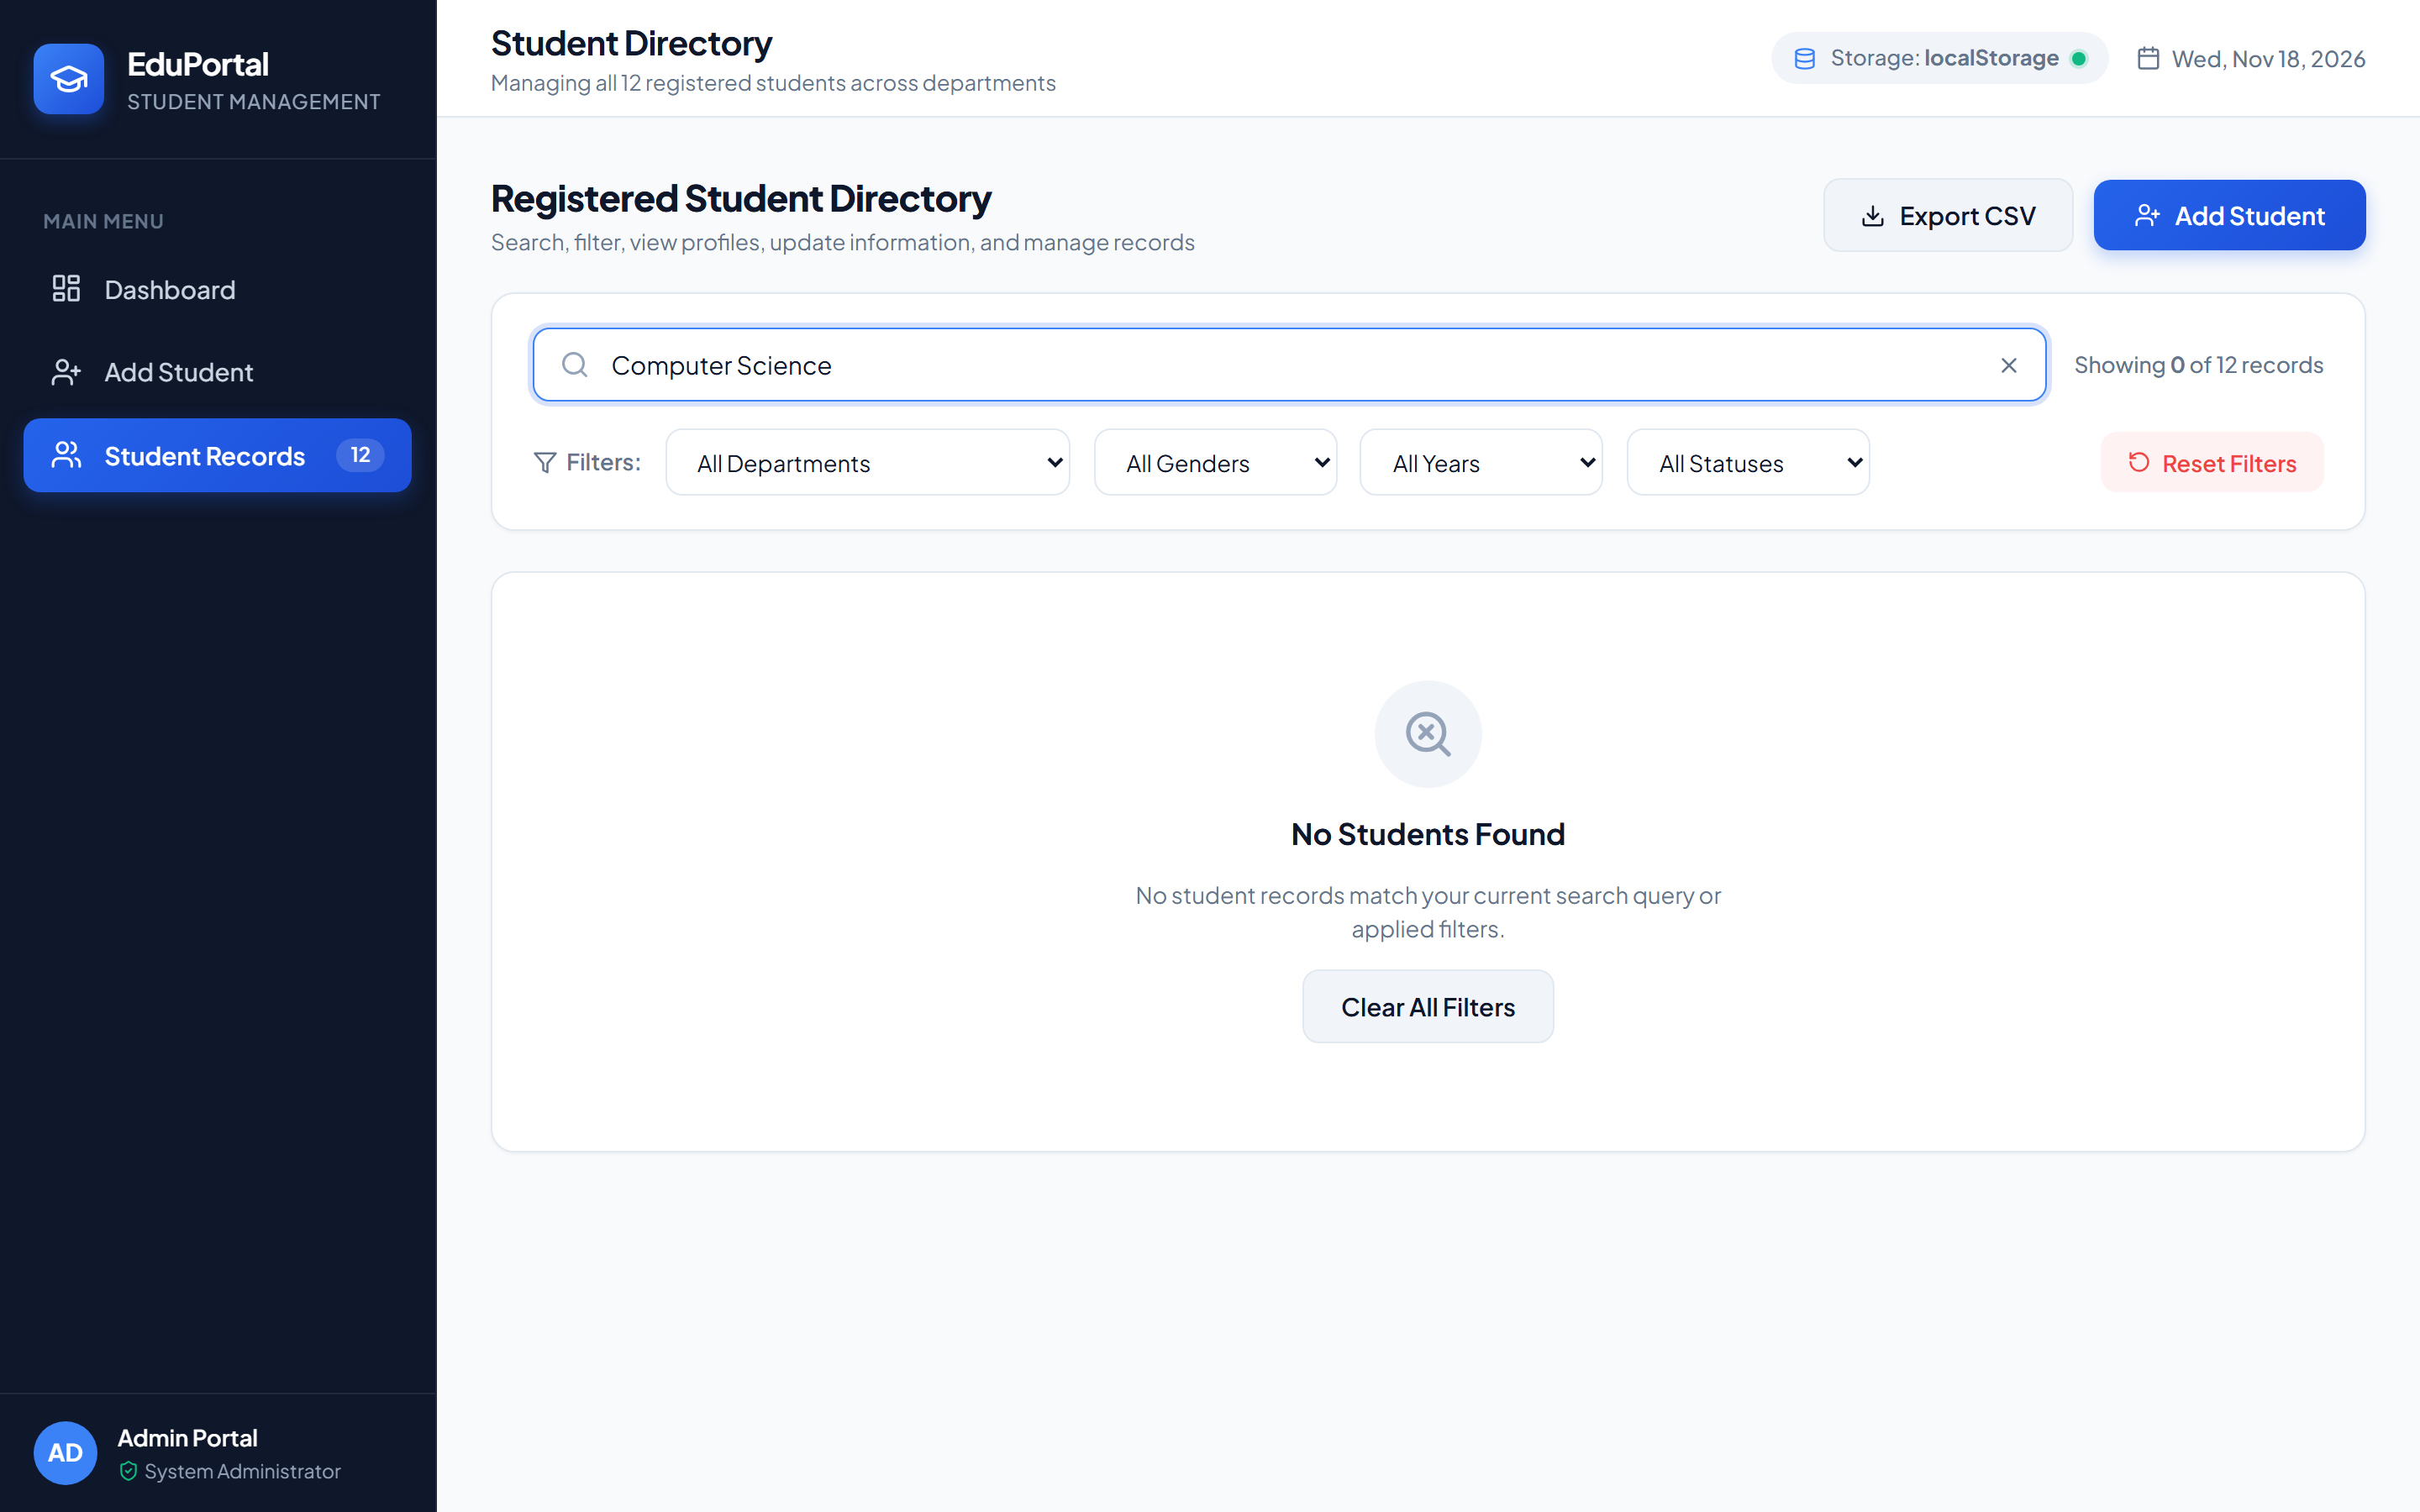 EduPortal
STUDENT MANAGEMENT
MAIN MENU
Dashboard
Add Student
Student Records 12
AD
Admin Portal
System Administrator
Student Directory
Managing all 12 registered students across departments
Storage: localStorage
Wed, Nov 18, 2026
Registered Student Directory
Search, filter, view profiles, update information, and manage records
Export CSV
Add Student
Computer Science
Showing 0 of 12 records
Filters:
All Departments
All Genders
All Years
All Statuses
Reset Filters
No Students Found
No student records match your current search query or
applied filters.
Clear All Filters